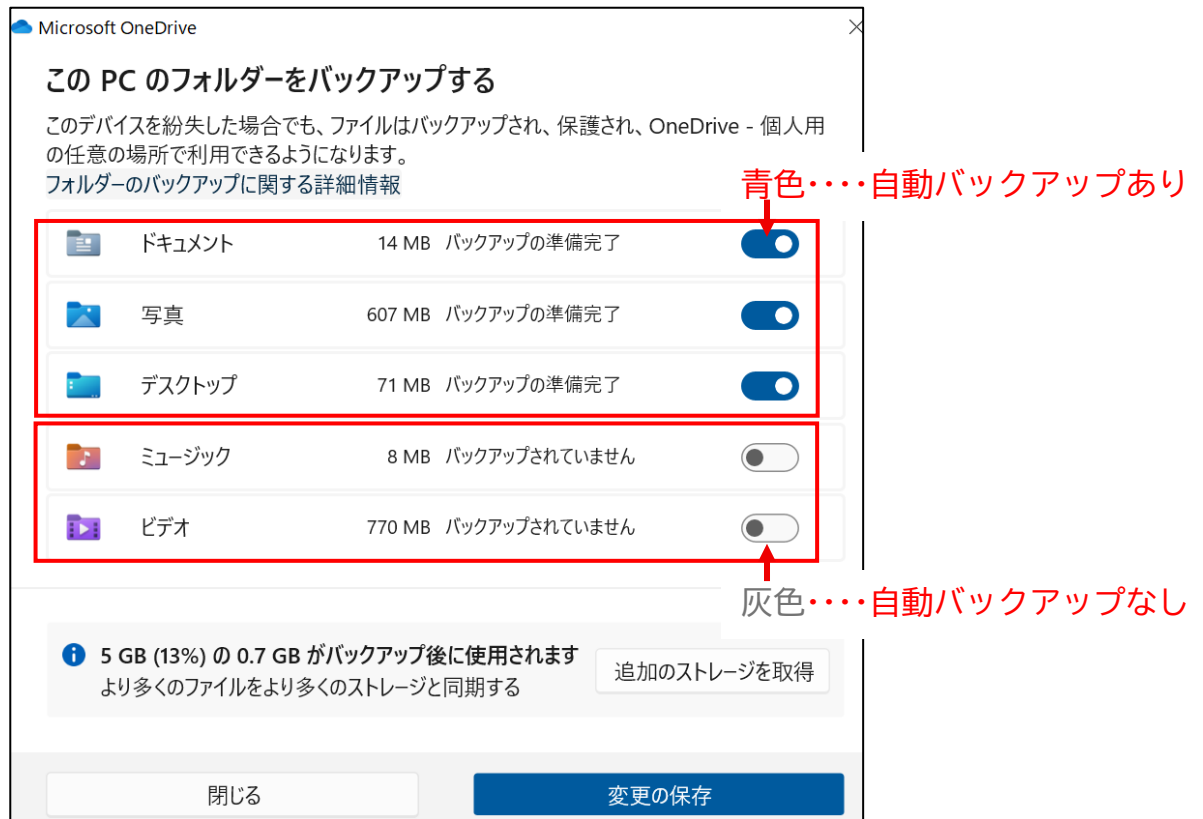 Microsoft OneDrive
この PC のフォルダーをバックアップする
このデバイスを紛失した場合でも、ファイルはバックアップされ、保護され、OneDrive - 個人用
の任意の場所で利用できるようになります。
フォルダーのバックアップに関する詳細情報
青色････自動バックアップあり
ドキュメント 14 MB バックアップの準備完了
写真 607 MB バックアップの準備完了
デスクトップ 71 MB バックアップの準備完了
ミュージック 8 MB バックアップされていません
ビデオ 770 MB バックアップされていません
灰色････自動バックアップなし
5 GB (13%) の 0.7 GB がバックアップ後に使用されます
より多くのファイルをより多くのストレージと同期する
追加のストレージを取得
閉じる
変更の保存